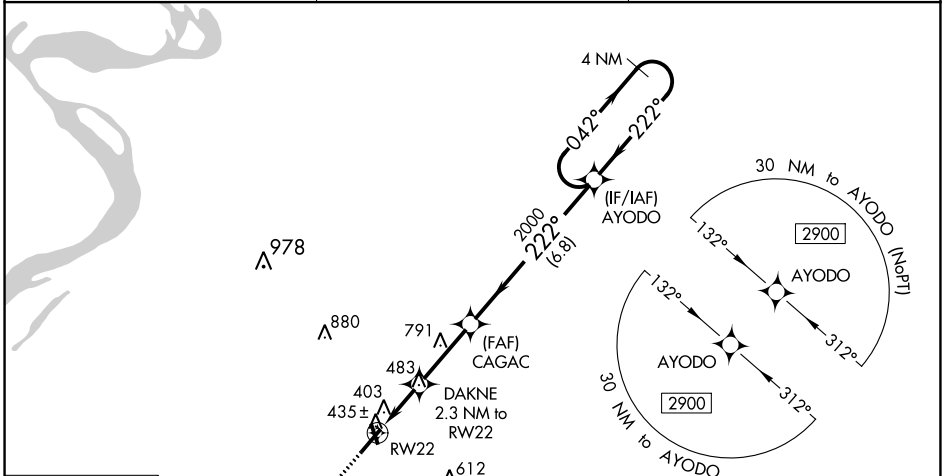 4 NM
042°
222°
(IF/IAF)
AYODO
2000
222°
(6.8)
30 NM to AYODO (NoPT)
132°
2900
AYODO
312°
132°
AYODO
312°
2900
30 NM to AYODO
978
880
791
(FAF)
CAGAC
483
DAKNE
2.3 NM to
RW22
403
435±
RW22
612